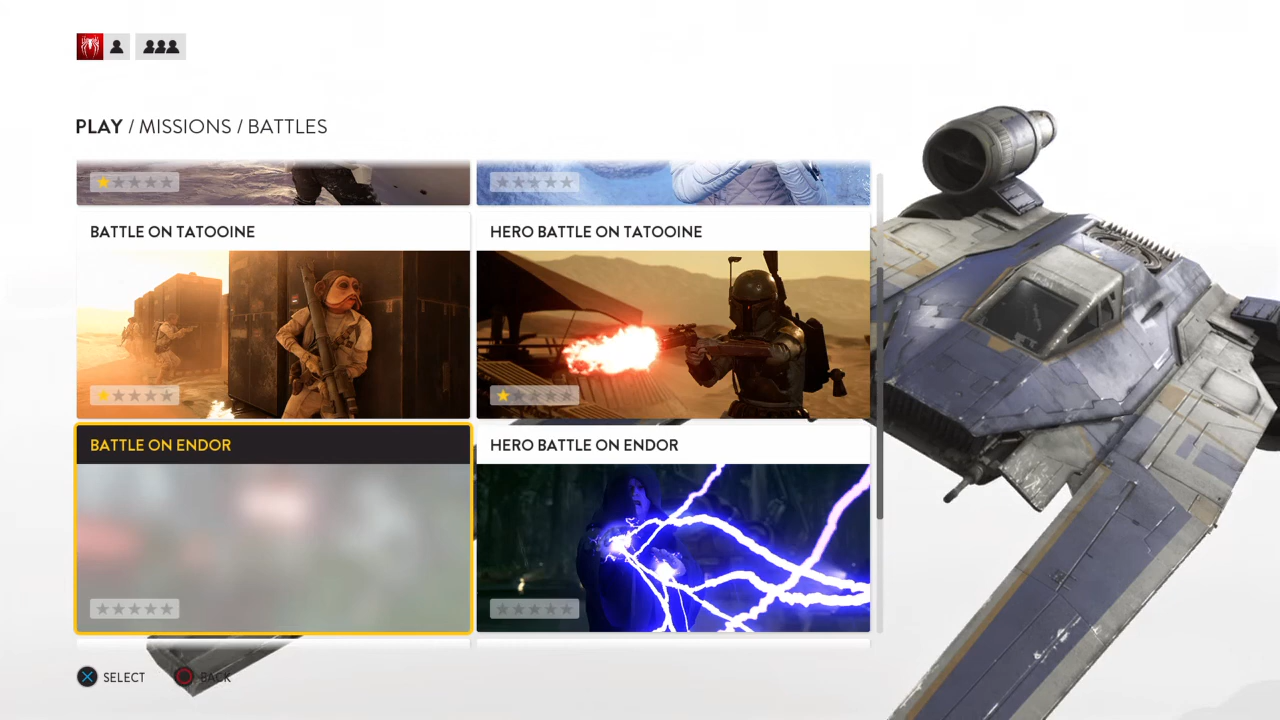 PLAY / MISSIONS / BATTLES
BATTLE ON TATOOINE
HERO BATTLE ON TATOOINE
BATTLE ON ENDOR
HERO BATTLE ON ENDOR
SELECT
BACK